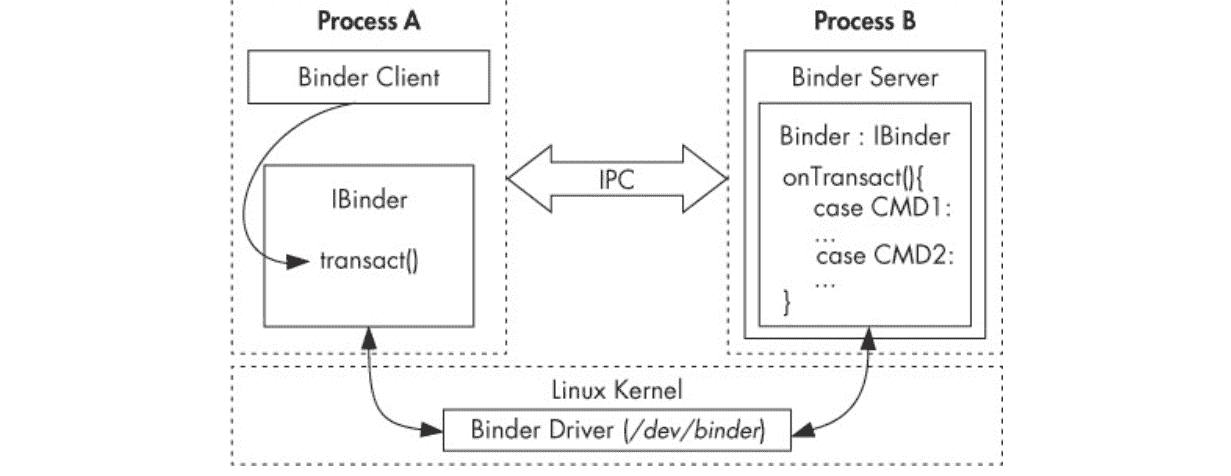 Process A
Binder Client
IBinder
transact()
IPC
Process B
Binder Server
Binder : IBinder
onTransact(){
case CMD1:
...
case CMD2:
...
}
Linux Kernel
Binder Driver (/dev/binder)